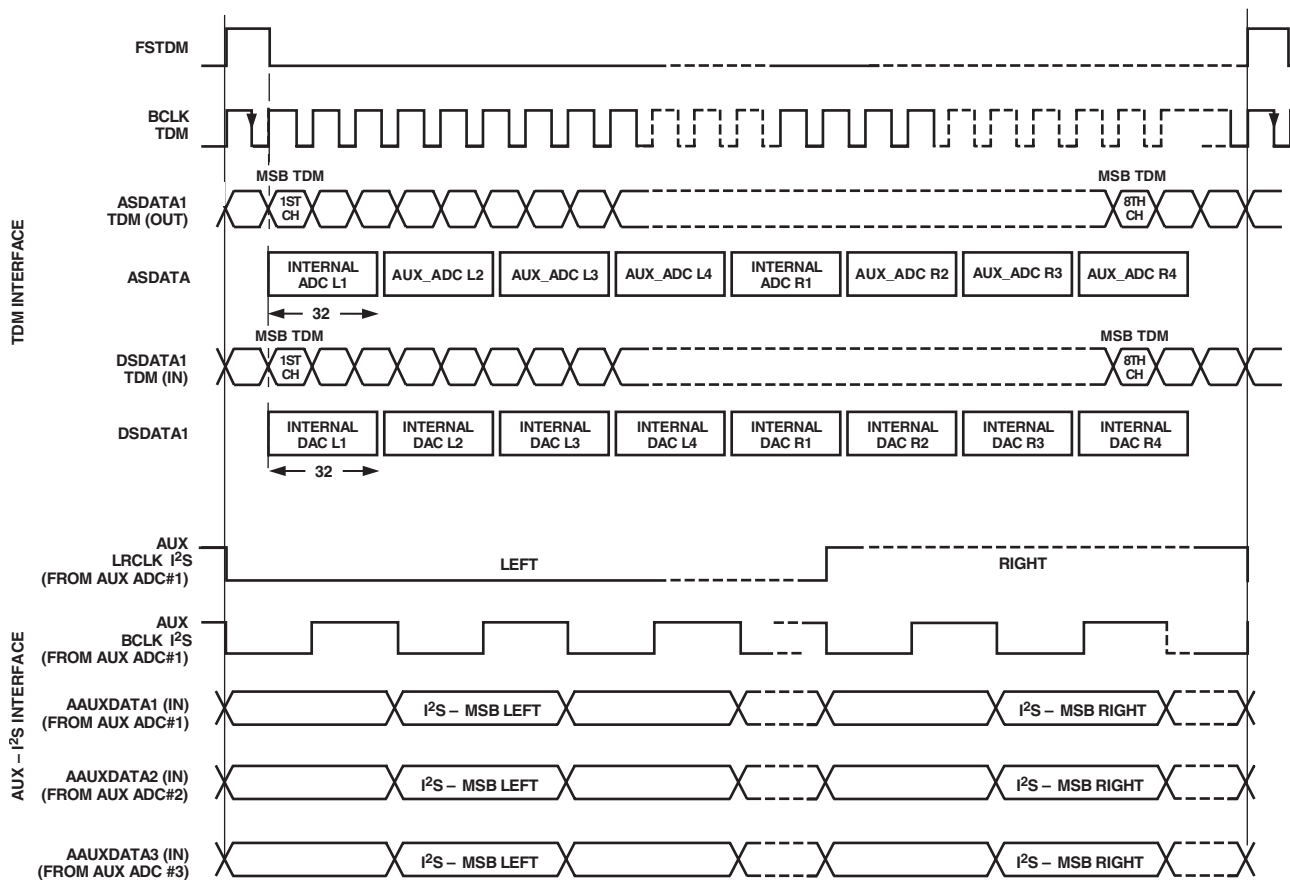 FSTDM
BCLK
TDM
MSB TDM
MSB TDM
ASDATA1
TDM (OUT)
1ST
CH
8TH
CH
ASDATA
INTERNAL
ADC L1
AUX_ADC L2
AUX_ADC L3
AUX_ADC L4
INTERNAL
ADC R1
AUX_ADC R2
AUX_ADC R3
AUX_ADC R4
32
TDM INTERFACE
MSB TDM
MSB TDM
DSDATA1
TDM (IN)
1ST
CH
8TH
CH
DSDATA1
INTERNAL
DAC L1
INTERNAL
DAC L2
INTERNAL
DAC L3
INTERNAL
DAC L4
INTERNAL
DAC R1
INTERNAL
DAC R2
INTERNAL
DAC R3
INTERNAL
DAC R4
32
AUX
LRCLK I²S
(FROM AUX ADC#1)
LEFT
RIGHT
AUX
BCLK I²S
(FROM AUX ADC#1)
AUX – I²S INTERFACE
AAUXDATA1 (IN)
(FROM AUX ADC#1)
I²S – MSB LEFT
I²S – MSB RIGHT
AAUXDATA2 (IN)
(FROM AUX ADC#2)
I²S – MSB LEFT
I²S – MSB RIGHT
AAUXDATA3 (IN)
(FROM AUX ADC #3)
I²S – MSB LEFT
I²S – MSB RIGHT